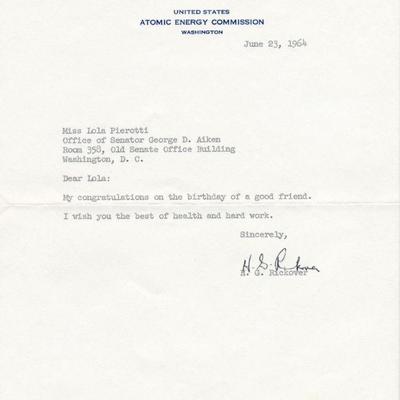 UNITED STATES
ATOMIC ENERGY COMMISSION
WASHINGTON
June 23, 1964
Miss Lola Pierotti
Office of Senator George D. Aiken
Room 358, Old Senate Office Building
Washington, D. C.
Dear Lola:
My congratulations on the birthday of a good friend.
I wish you the best of health and hard work.
Sincerely,
H. G. Rickover
H. G. Rickover